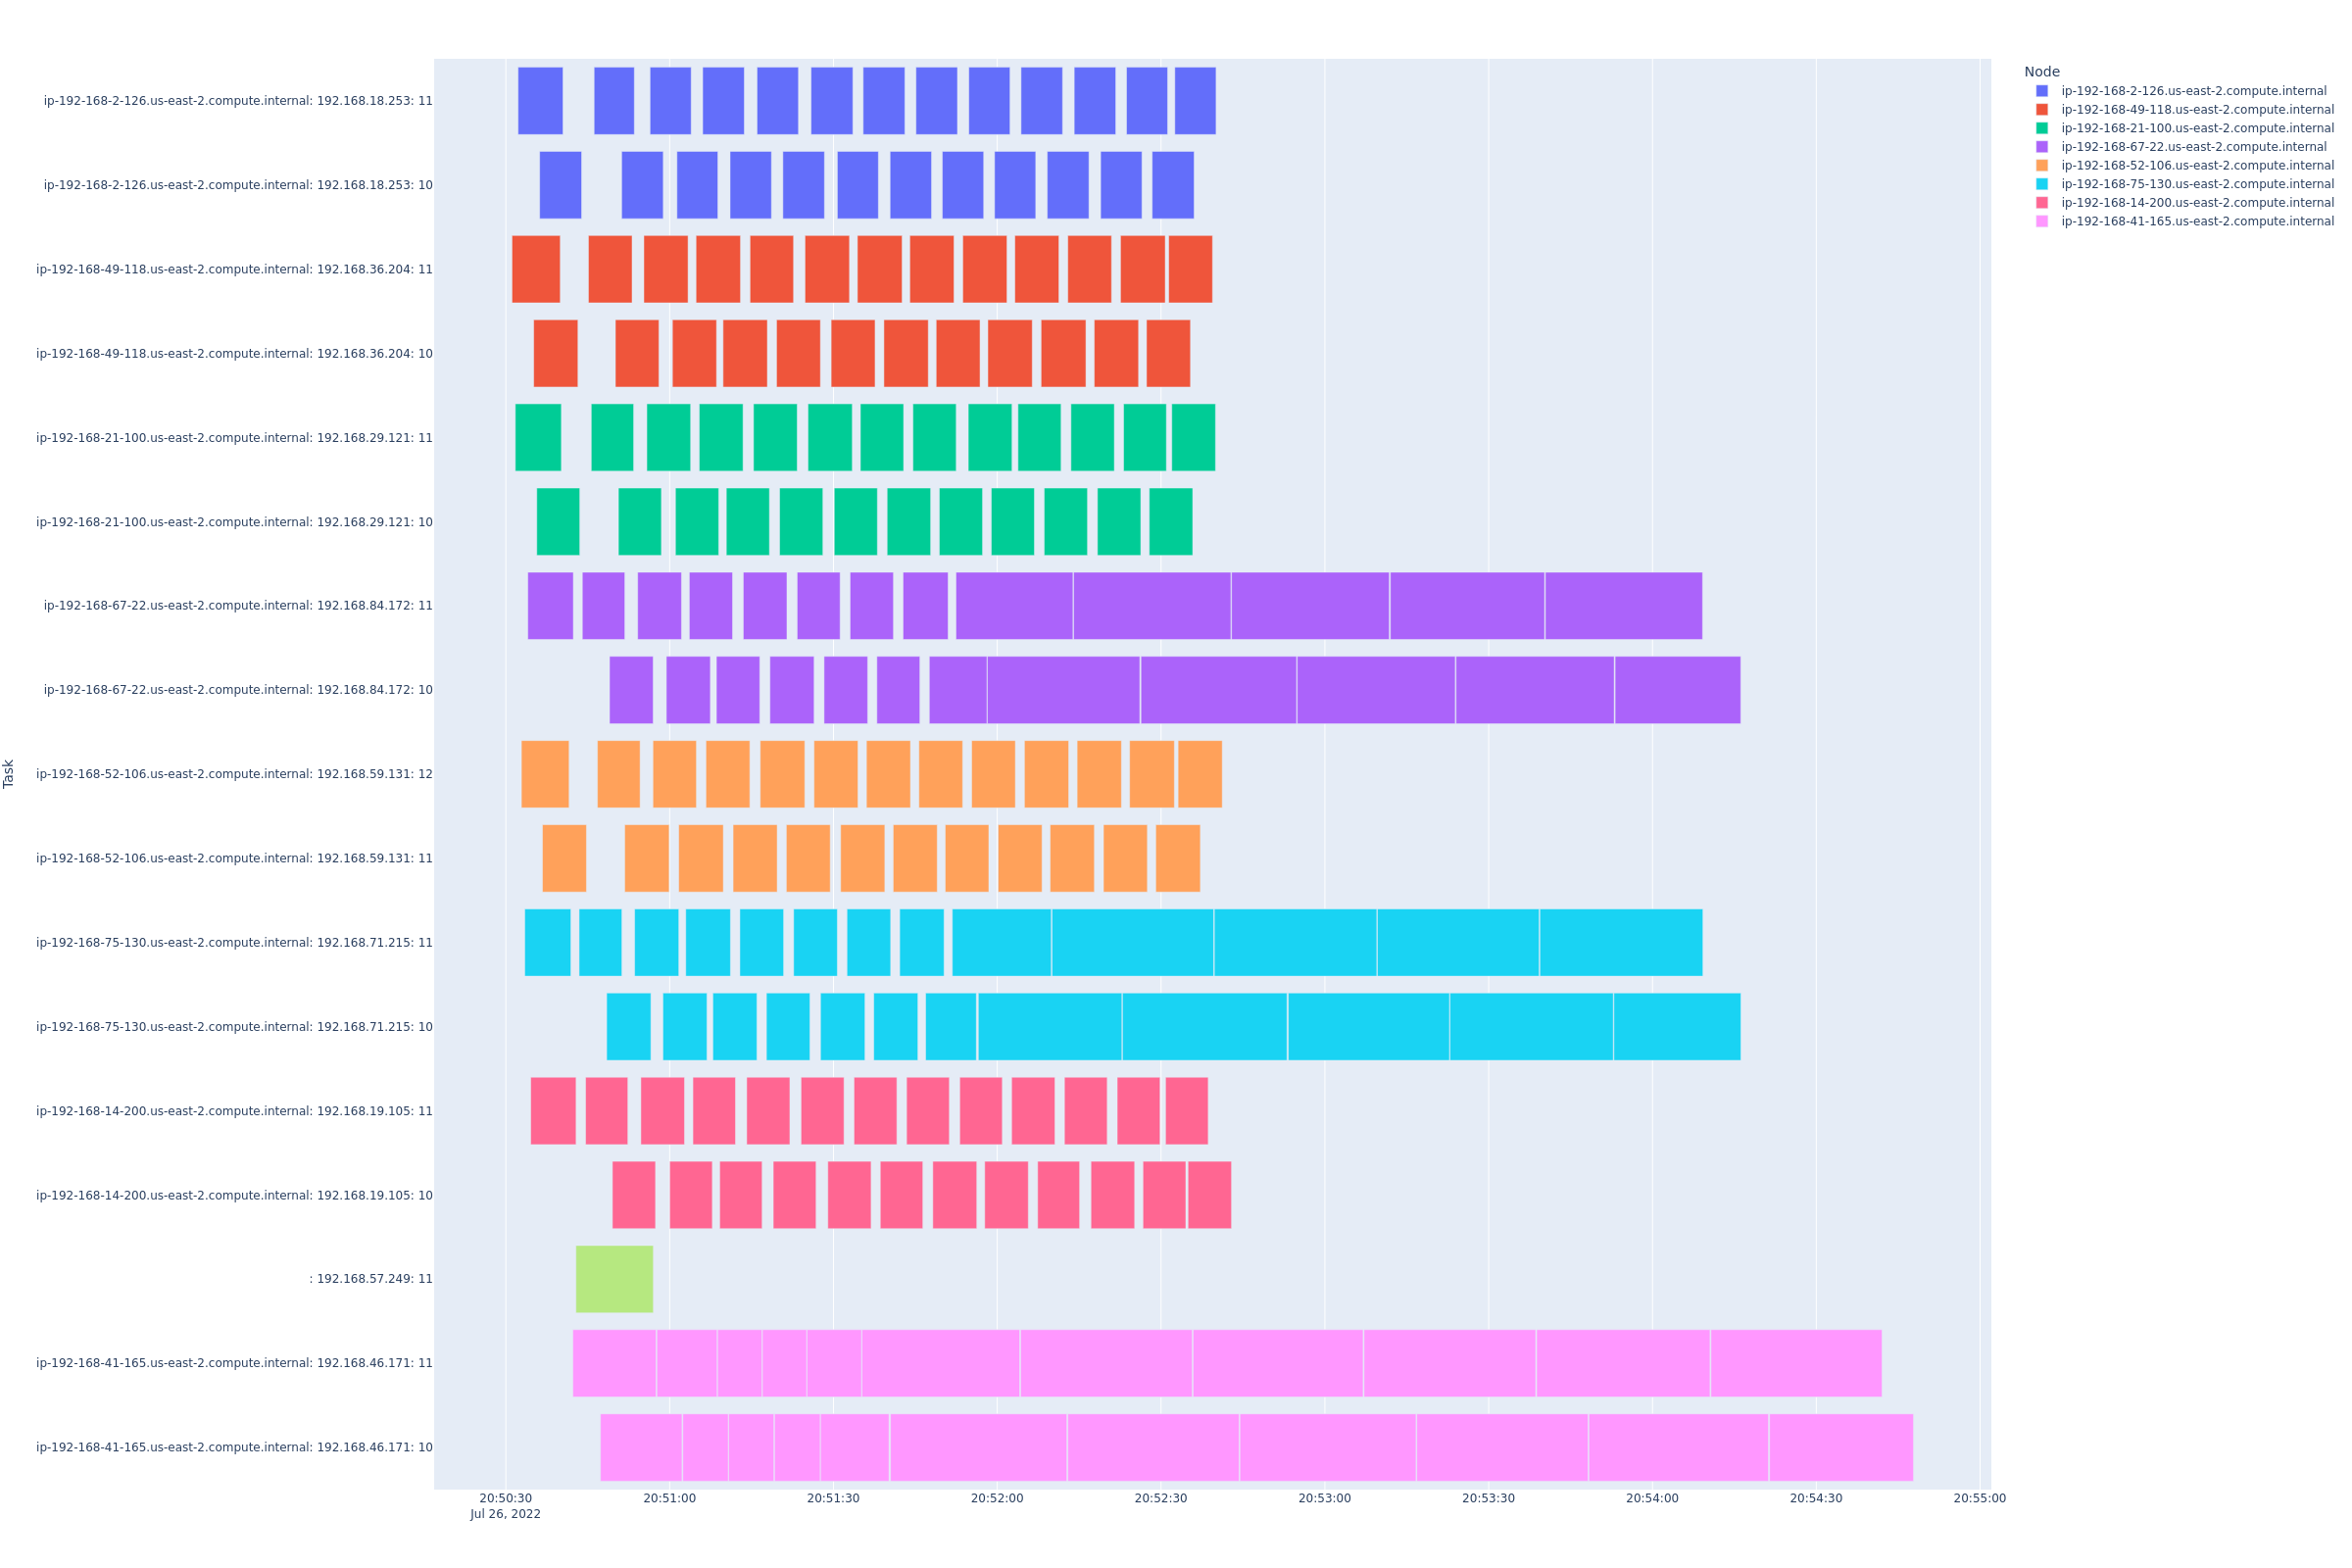 Node
ip-192-168-2-126.us-east-2.compute.internal
ip-192-168-49-118.us-east-2.compute.internal
ip-192-168-21-100.us-east-2.compute.internal
ip-192-168-67-22.us-east-2.compute.internal
ip-192-168-52-106.us-east-2.compute.internal
ip-192-168-75-130.us-east-2.compute.internal
ip-192-168-14-200.us-east-2.compute.internal
ip-192-168-41-165.us-east-2.compute.internal
Task
ip-192-168-2-126.us-east-2.compute.internal: 192.168.18.253: 11
ip-192-168-2-126.us-east-2.compute.internal: 192.168.18.253: 10
ip-192-168-49-118.us-east-2.compute.internal: 192.168.36.204: 11
ip-192-168-49-118.us-east-2.compute.internal: 192.168.36.204: 10
ip-192-168-21-100.us-east-2.compute.internal: 192.168.29.121: 11
ip-192-168-21-100.us-east-2.compute.internal: 192.168.29.121: 10
ip-192-168-67-22.us-east-2.compute.internal: 192.168.84.172: 11
ip-192-168-67-22.us-east-2.compute.internal: 192.168.84.172: 10
ip-192-168-52-106.us-east-2.compute.internal: 192.168.59.131: 12
ip-192-168-52-106.us-east-2.compute.internal: 192.168.59.131: 11
ip-192-168-75-130.us-east-2.compute.internal: 192.168.71.215: 11
ip-192-168-75-130.us-east-2.compute.internal: 192.168.71.215: 10
ip-192-168-14-200.us-east-2.compute.internal: 192.168.19.105: 11
ip-192-168-14-200.us-east-2.compute.internal: 192.168.19.105: 10
: 192.168.57.249: 11
ip-192-168-41-165.us-east-2.compute.internal: 192.168.46.171: 11
ip-192-168-41-165.us-east-2.compute.internal: 192.168.46.171: 10
20:50:30 20:51:00 20:51:30 20:52:00 20:52:30 20:53:00 20:53:30 20:54:00 20:54:30 20:55:00
Jul 26, 2022